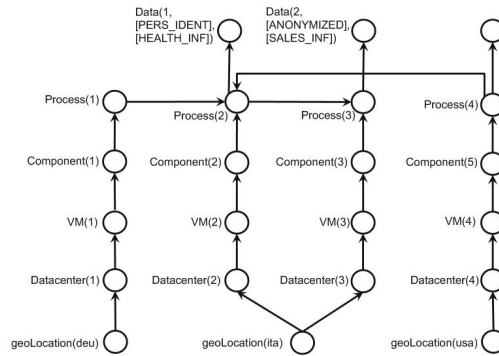 Data(1,
[PERS_IDENT],
[HEALTH_INF])
Data(2,
[ANONYMIZED],
[SALES_INF])
Process(1)
Process(2)
Process(3)
Process(4)
Component(1)
Component(2)
Component(3)
Component(5)
VM(1)
VM(2)
VM(3)
VM(4)
Datacenter(1)
Datacenter(2)
Datacenter(3)
Datacenter(4)
geoLocation(deu)
geoLocation(ita)
geoLocation(usa)